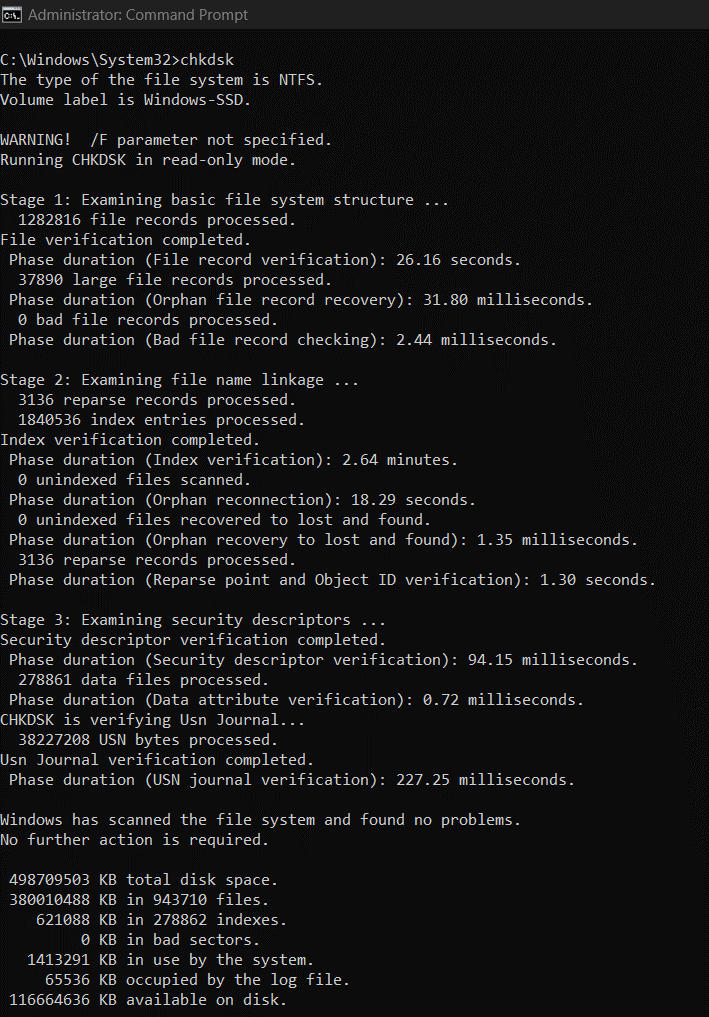 Administrator: Command Prompt
C:\Windows\System32>chkdsk
The type of the file system is NTFS.
Volume label is Windows-SSD.
WARNING!  /F parameter not specified.
Running CHKDSK in read-only mode.
Stage 1: Examining basic file system structure ...
  1282816 file records processed.
File verification completed.
 Phase duration (File record verification): 26.16 seconds.
  37890 large file records processed.
 Phase duration (Orphan file record recovery): 31.80 milliseconds.
  0 bad file records processed.
 Phase duration (Bad file record checking): 2.44 milliseconds.
Stage 2: Examining file name linkage ...
  3136 reparse records processed.
  1840536 index entries processed.
Index verification completed.
 Phase duration (Index verification): 2.64 minutes.
  0 unindexed files scanned.
 Phase duration (Orphan reconnection): 18.29 seconds.
  0 unindexed files recovered to lost and found.
 Phase duration (Orphan recovery to lost and found): 1.35 milliseconds.
  3136 reparse records processed.
 Phase duration (Reparse point and Object ID verification): 1.30 seconds.
Stage 3: Examining security descriptors ...
Security descriptor verification completed.
 Phase duration (Security descriptor verification): 94.15 milliseconds.
  278861 data files processed.
 Phase duration (Data attribute verification): 0.72 milliseconds.
CHKDSK is verifying Usn Journal...
  38227208 USN bytes processed.
Usn Journal verification completed.
 Phase duration (USN journal verification): 227.25 milliseconds.
Windows has scanned the file system and found no problems.
No further action is required.
 498709503 KB total disk space.
 380010488 KB in 943710 files.
    621088 KB in 278862 indexes.
         0 KB in bad sectors.
   1413291 KB in use by the system.
     65536 KB occupied by the log file.
 116664636 KB available on disk.